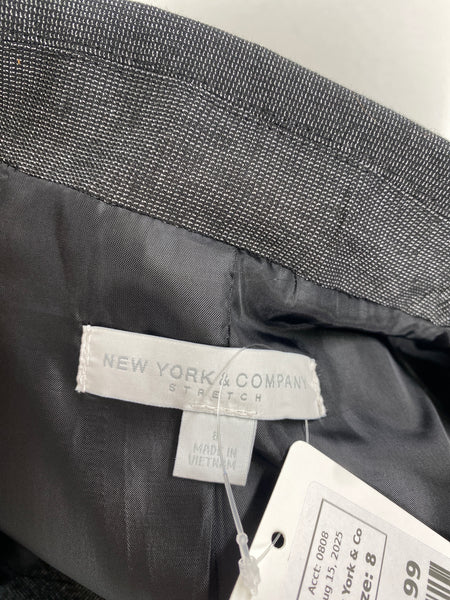 NEW YORK & COMPANY
STRETCH
8
MADE IN
VIETNAM
Acct: 0808
ug 15, 2025
York & Co
ze: 8
99